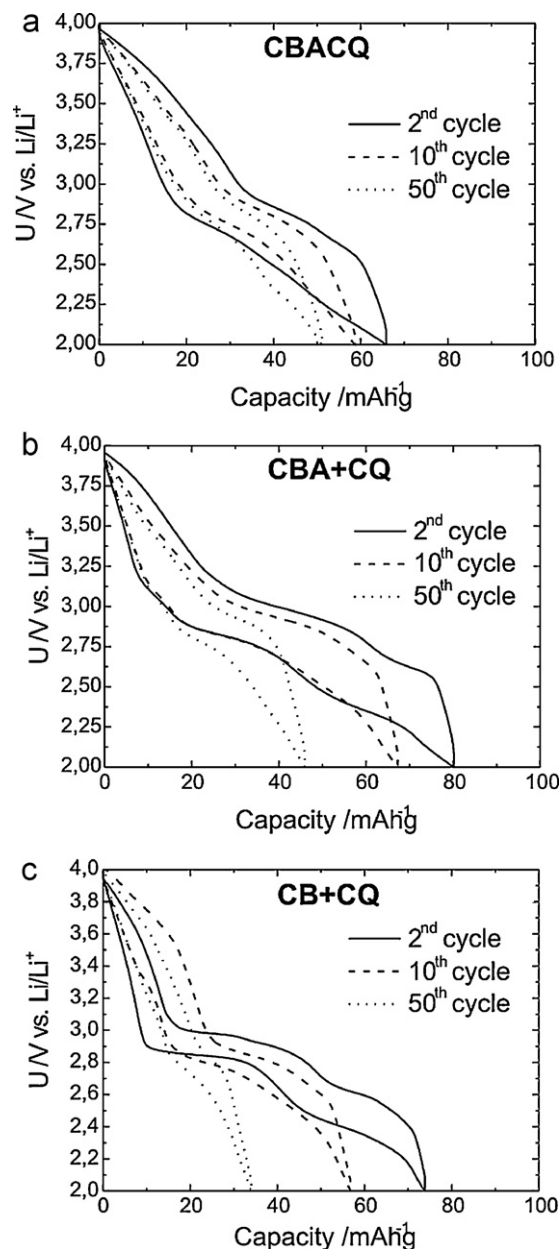 a
CBACQ
4,00
3,75
3,50
3,25
3,00
2,75
2,50
2,25
2,00
U /V vs. Li/Li⁺
2ⁿᵈ cycle
10ᵗʰ cycle
50ᵗʰ cycle
0 20 40 60 80 100
Capacity /mAhg⁻¹
b
CBA+CQ
4,00
3,75
3,50
3,25
3,00
2,75
2,50
2,25
2,00
U /V vs. Li/Li⁺
2ⁿᵈ cycle
10ᵗʰ cycle
50ᵗʰ cycle
0 20 40 60 80 100
Capacity /mAhg⁻¹
c
CB+CQ
4,0
3,8
3,6
3,4
3,2
3,0
2,8
2,6
2,4
2,2
2,0
U /V vs. Li/Li⁺
2ⁿᵈ cycle
10ᵗʰ cycle
50ᵗʰ cycle
0 20 40 60 80 100
Capacity /mAhg⁻¹